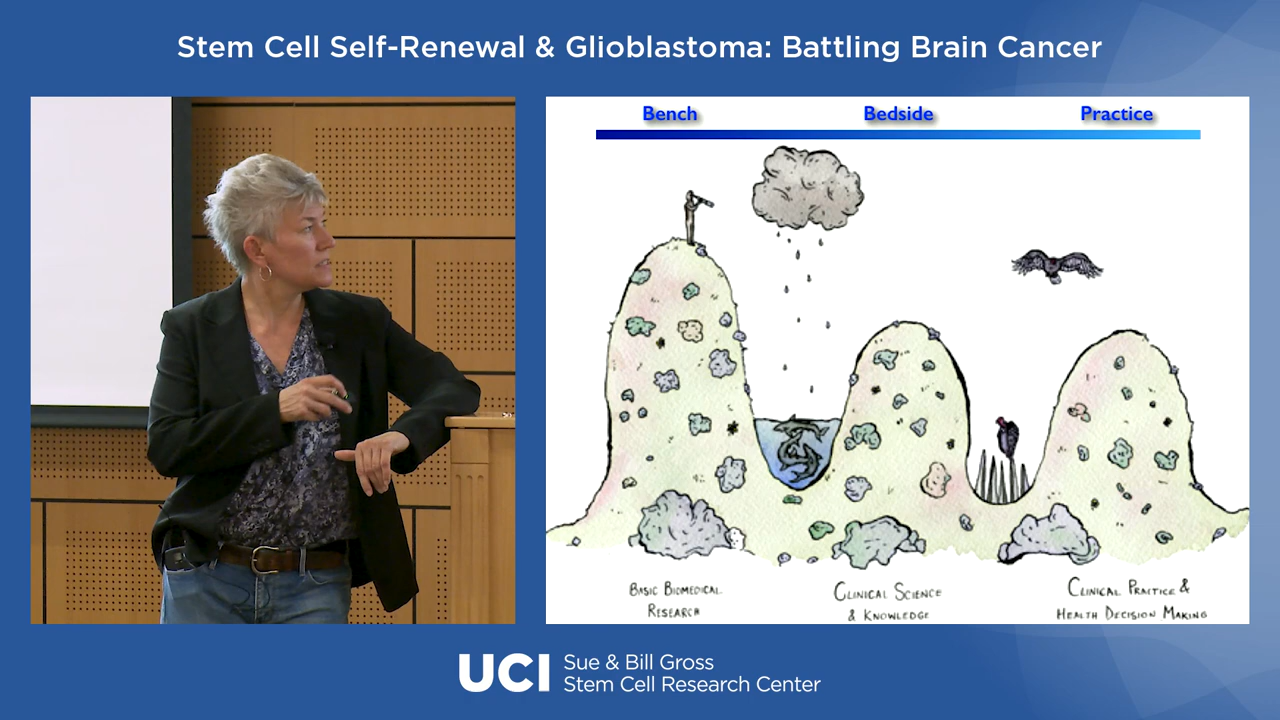 Stem Cell Self-Renewal & Glioblastoma: Battling Brain Cancer
Bench
Bedside
Practice
BASIC BIOMEDICAL
RESEARCH
CLINICAL SCIENCE
& KNOWLEDGE
CLINICAL PRACTICE &
HEALTH DECISION MAKING
UCI
Sue & Bill Gross
Stem Cell Research Center